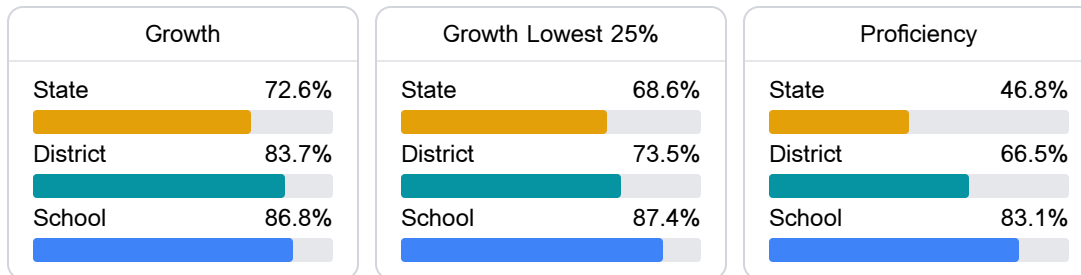 Growth
State 72.6%
District 83.7%
School 86.8%
Growth Lowest 25%
State 68.6%
District 73.5%
School 87.4%
Proficiency
State 46.8%
District 66.5%
School 83.1%